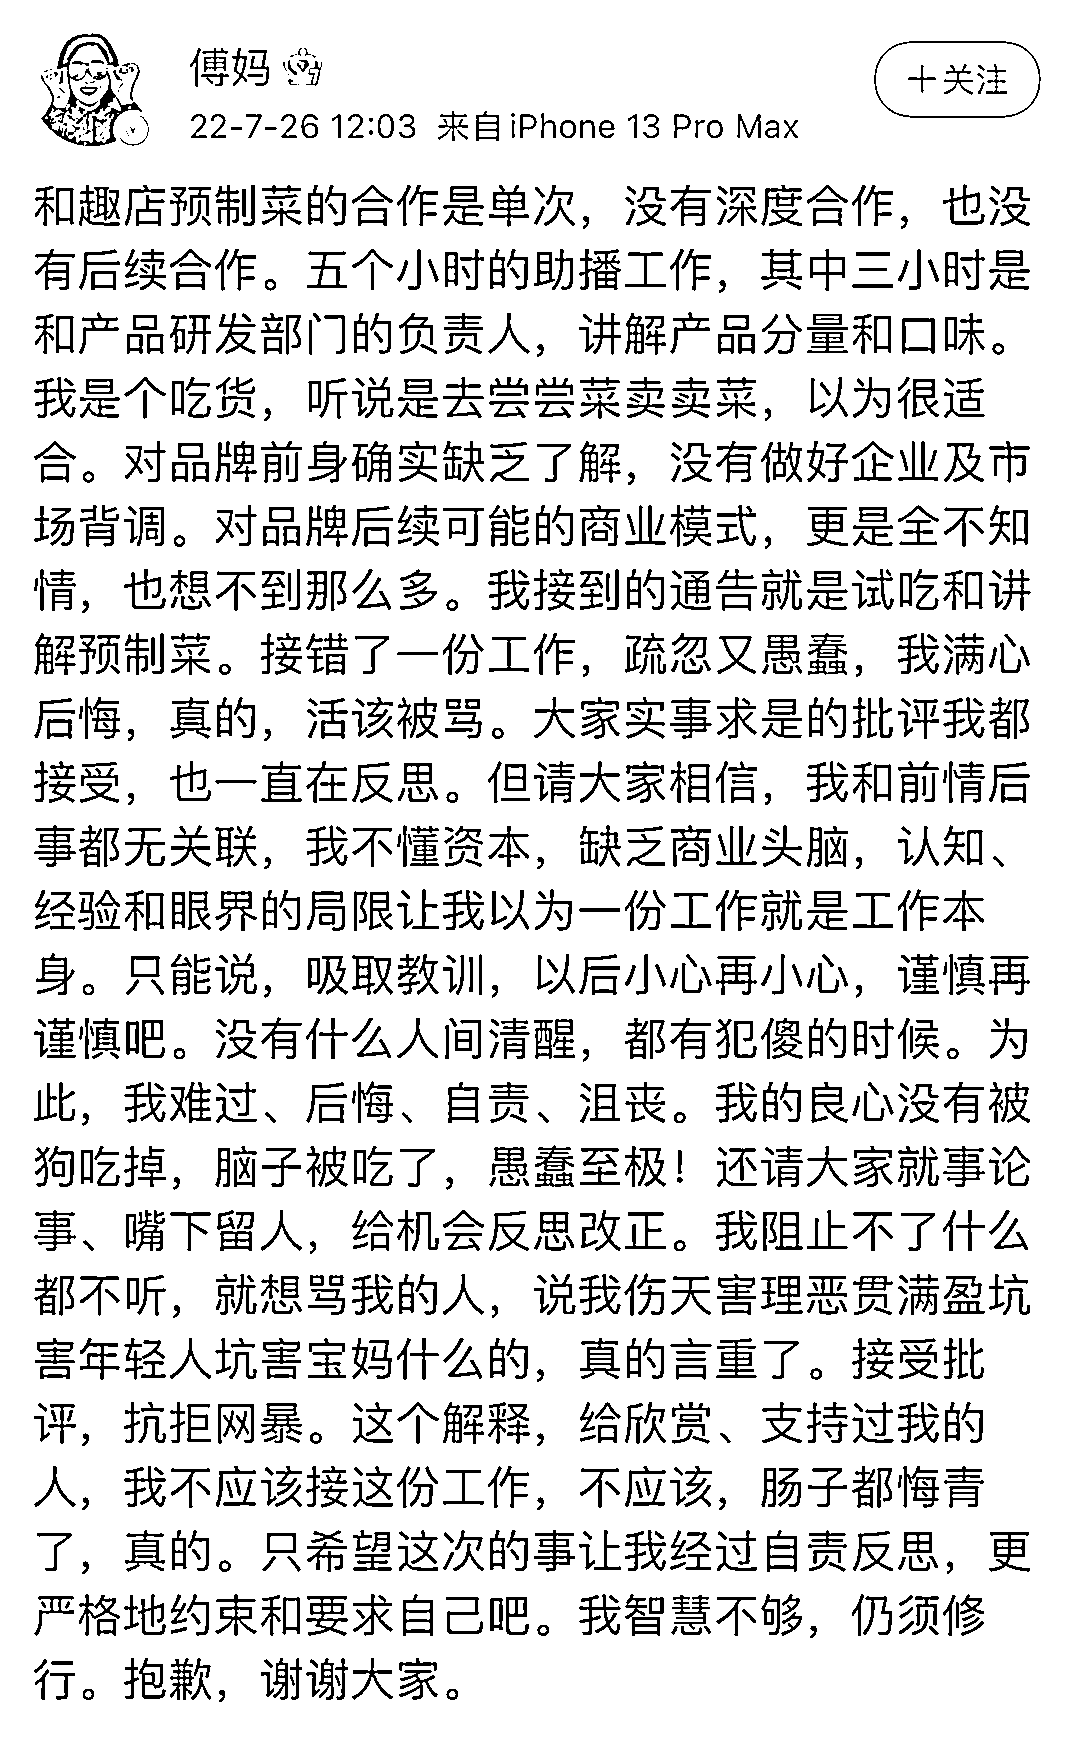 傅妈
+关注
22-7-26 12:03 来自iPhone 13 Pro Max
和趣店预制菜的合作是单次，没有深度合作，也没
有后续合作。五个小时的助播工作，其中三小时是
和产品研发部门的负责人，讲解产品分量和口味。
我是个吃货，听说是去尝尝菜卖卖菜，以为很适
合。对品牌前身确实缺乏了解，没有做好企业及市
场背调。对品牌后续可能的商业模式，更是全不知
情，也想不到那么多。我接到的通告就是试吃和讲
解预制菜。接错了一份工作，疏忽又愚蠢，我满心
后悔，真的，活该被骂。大家实事求是的批评我都
接受，也一直在反思。但请大家相信，我和前情后
事都无关联，我不懂资本，缺乏商业头脑，认知、
经验和眼界的局限让我以为一份工作就是工作本
身。只能说，吸取教训，以后小心再小心，谨慎再
谨慎吧。没有什么人间清醒，都有犯傻的时候。为
此，我难过、后悔、自责、沮丧。我的良心没有被
狗吃掉，脑子被吃了，愚蠢至极！还请大家就事论
事、嘴下留人，给机会反思改正。我阻止不了什么
都不听，就想骂我的人，说我伤天害理恶贯满盈坑
害年轻人坑害宝妈什么的，真的言重了。接受批
评，抗拒网暴。这个解释，给欣赏、支持过我的
人，我不应该接这份工作，不应该，肠子都悔青
了，真的。只希望这次的事让我经过自责反思，更
严格地约束和要求自己吧。我智慧不够，仍须修
行。抱歉，谢谢大家。